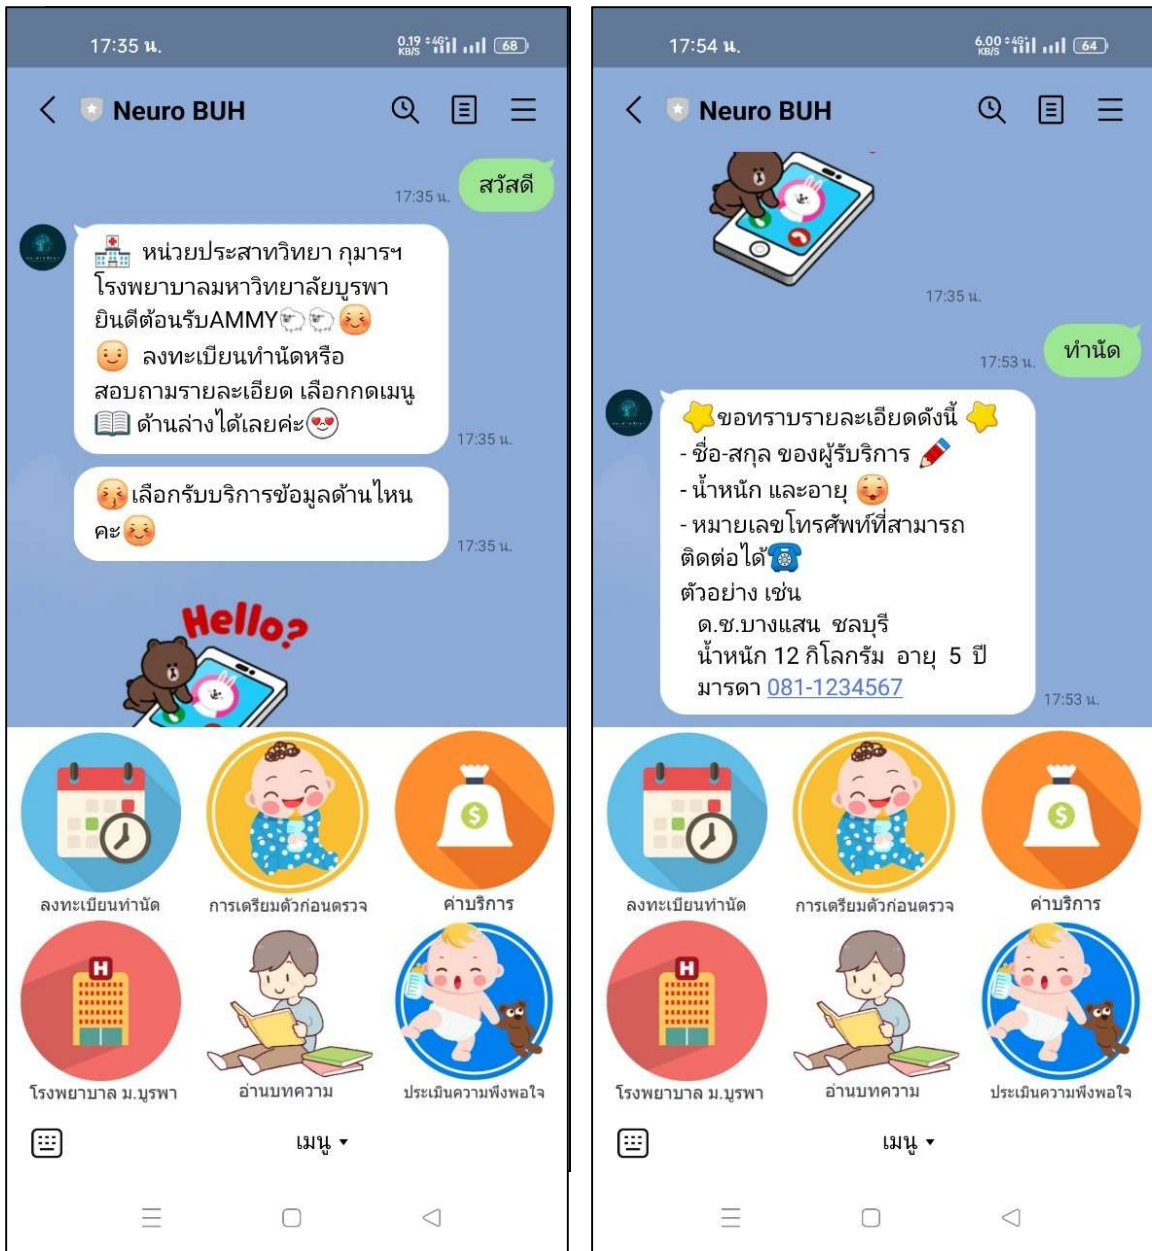 17:35 น.
0.19
KB/S
4G+
68
Neuro BUH
สวัสดี
17:35 น.
หน่วยประสาทวิทยา กุมารฯ
โรงพยาบาลมหาวิทยาลัยบูรพา
ยินดีต้อนรับAMMY🐑🐑
ลงทะเบียนทำนัดหรือ
สอบถามรายละเอียด เลือกกดเมนู
ด้านล่างได้เลยค่ะ
17:35 น.
เลือกรับบริการข้อมูลด้านไหน
คะ
17:35 น.
Hello?
ลงทะเบียนทำนัด
การเตรียมตัวก่อนตรวจ
ค่าบริการ
H
โรงพยาบาล ม.บูรพา
อ่านบทความ
ประเมินความพึงพอใจ
เมนู ▾
17:54 น.
6.00
KB/S
4G+
64
Neuro BUH
17:35 น.
ทำนัด
17:53 น.
ขอทราบรายละเอียดดังนี้
- ชื่อ-สกุล ของผู้รับริการ
- น้ำหนัก และอายุ
- หมายเลขโทรศัพท์ที่สามารถ
ติดต่อได้
ตัวอย่าง เช่น
ด.ช.บางแสน ชลบุรี
น้ำหนัก 12 กิโลกรัม อายุ 5 ปี
มารดา 081-1234567
17:53 น.
ลงทะเบียนทำนัด
การเตรียมตัวก่อนตรวจ
ค่าบริการ
H
โรงพยาบาล ม.บูรพา
อ่านบทความ
ประเมินความพึงพอใจ
เมนู ▾